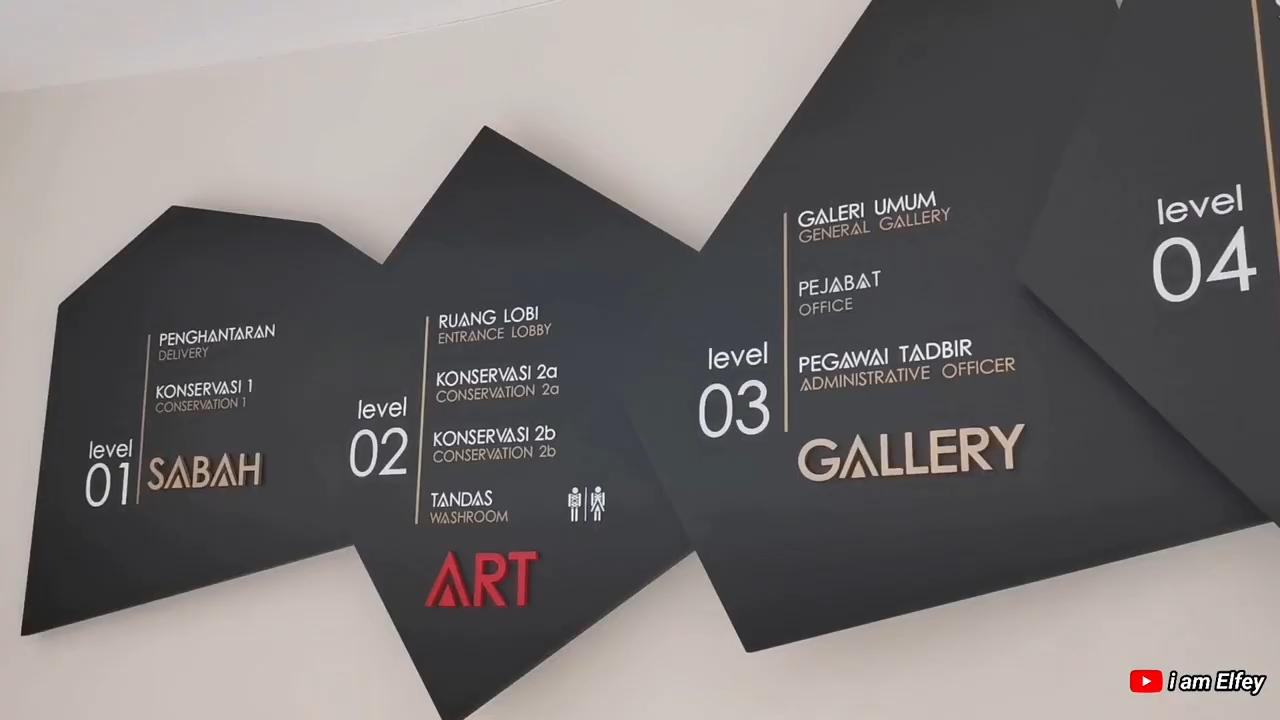 PENGHANTARAN
DELIVERY
KONSERVASI 1
CONSERVATION 1
level
01
SABAH
RUANG LOBI
ENTRANCE LOBBY
KONSERVASI 2a
CONSERVATION 2a
KONSERVASI 2b
CONSERVATION 2b
TANDAS
WASHROOM
level
02
ART
GALERI UMUM
GENERAL GALLERY
PEJABAT
OFFICE
PEGAWAI TADBIR
ADMINISTRATIVE OFFICER
level
03
GALLERY
level
04
i am Elfey